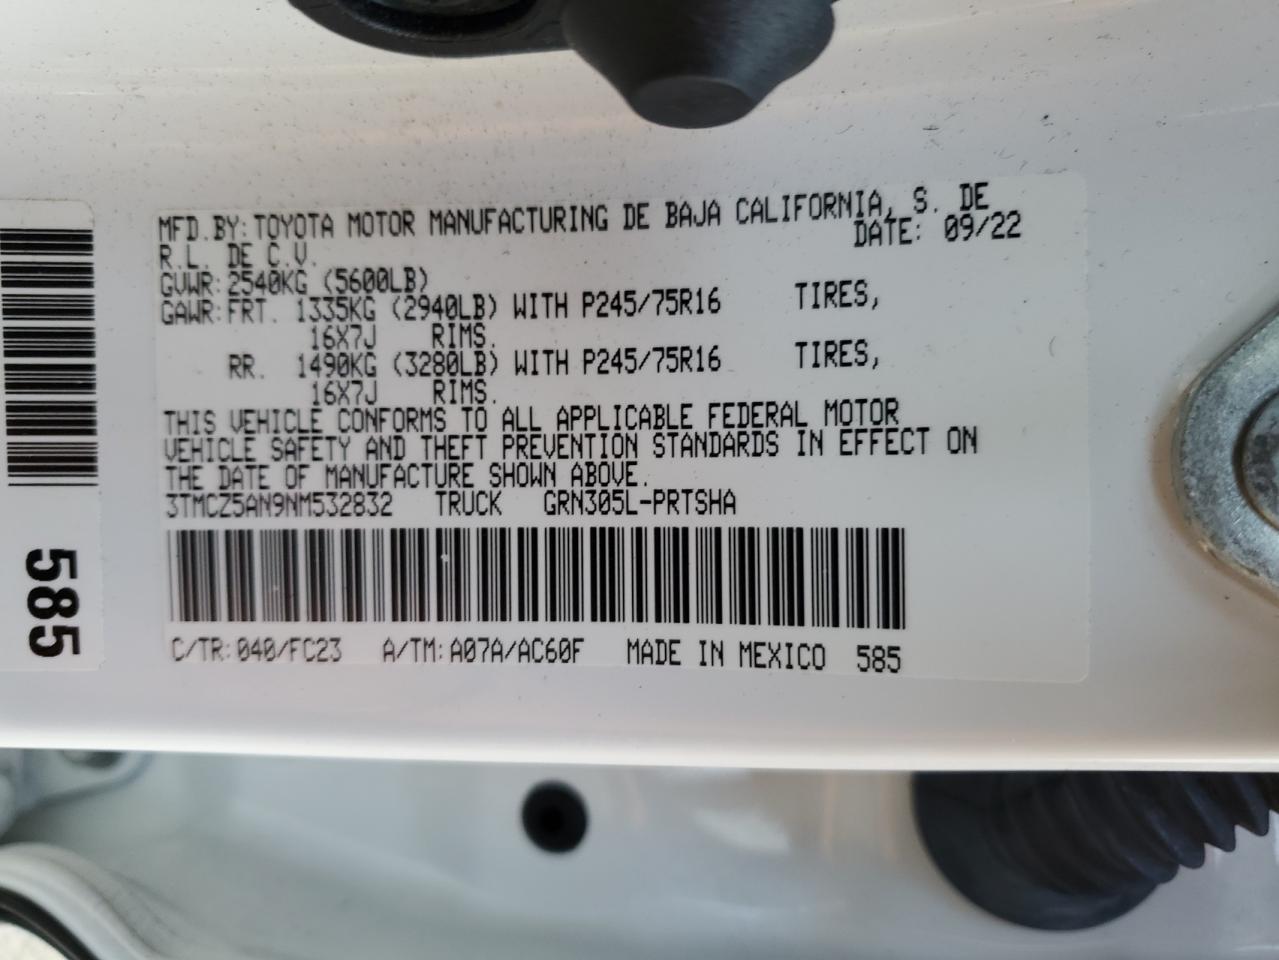 MFD.BY: TOYOTA MOTOR MANUFACTURING DE BAJA CALIFORNIA, S. DE
R.L. DE C.V. DATE: 09/22
GVWR: 2540KG (5600LB)
GAWR: FRT. 1335KG (2940LB) WITH P245/75R16 TIRES,
16X7J RIMS.
RR. 1490KG (3280LB) WITH P245/75R16 TIRES,
16X7J RIMS.
THIS VEHICLE CONFORMS TO ALL APPLICABLE FEDERAL MOTOR
VEHICLE SAFETY AND THEFT PREVENTION STANDARDS IN EFFECT ON
THE DATE OF MANUFACTURE SHOWN ABOVE.
3TMCZ5AN9NM532832 TRUCK GRN305L-PRTSHA
C/TR: 040/FC23 A/TM: A07A/AC60F MADE IN MEXICO 585
585